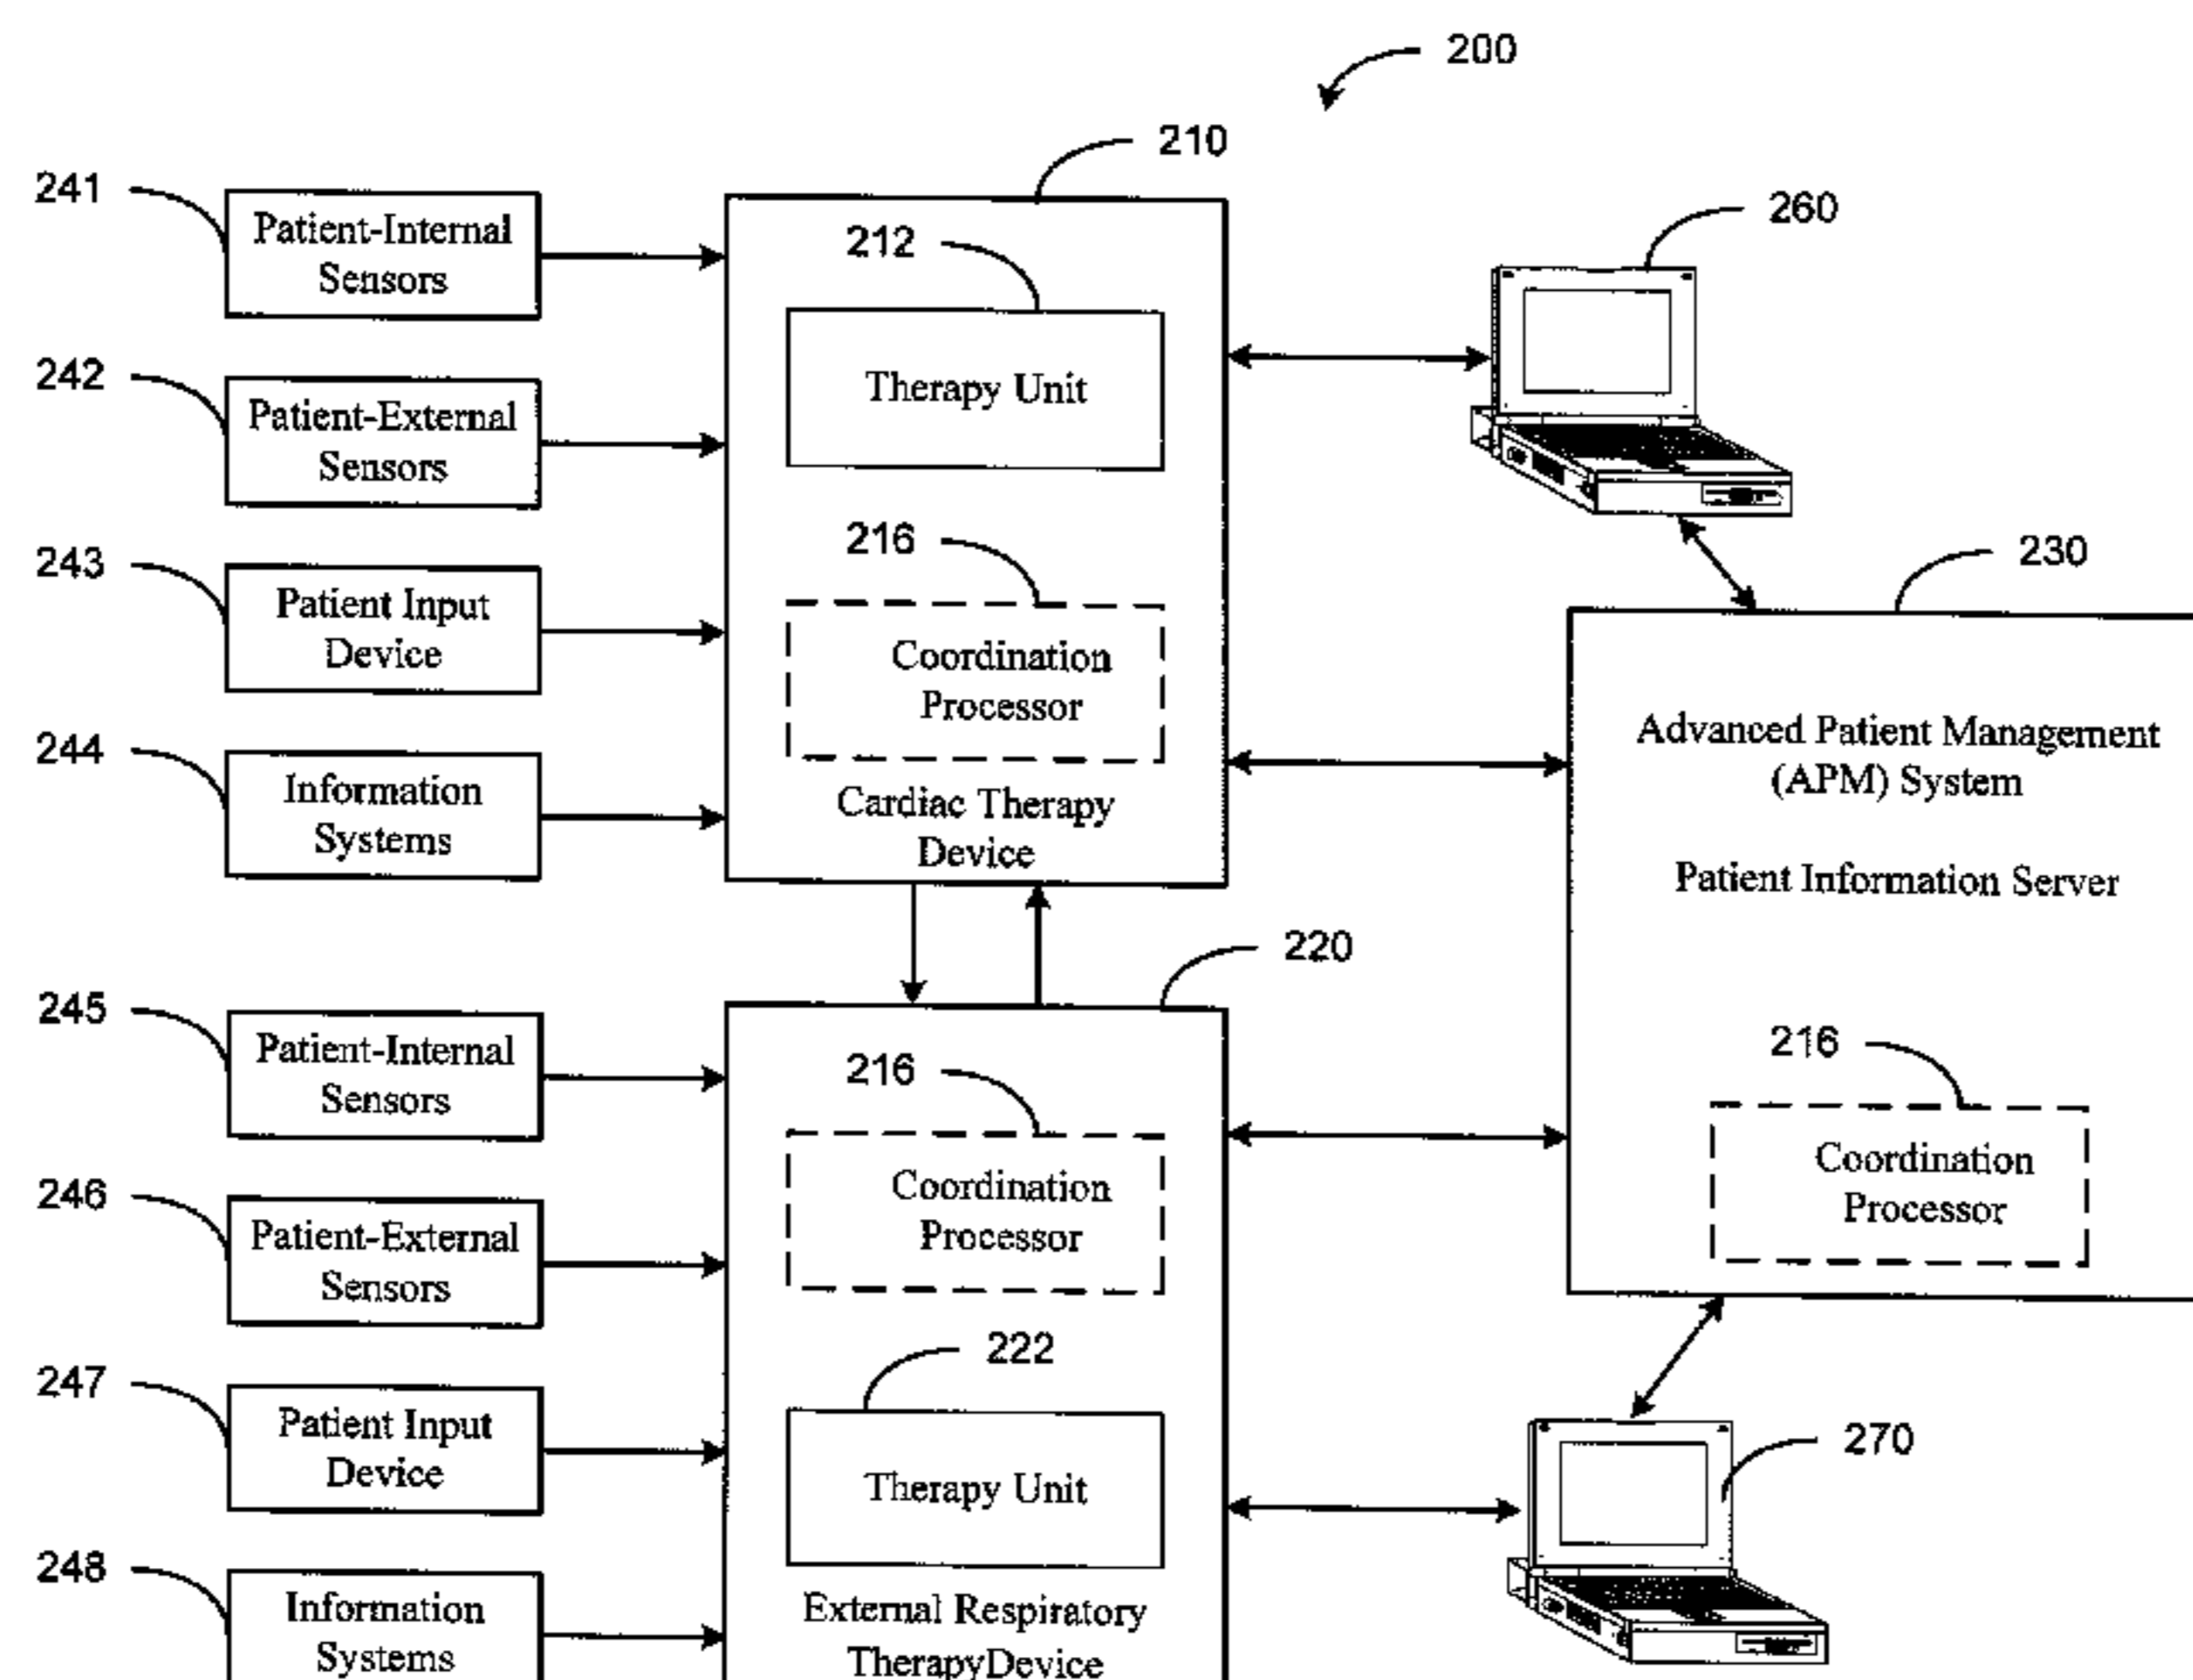 200
210
241
Patient-Internal
Sensors
212
260
Therapy Unit
242
Patient-External
Sensors
243
Patient Input
Device
216
Coordination
Processor
230
244
Information
Systems
Cardiac Therapy
Device
Advanced Patient Management
(APM) System
Patient Information Server
220
245
Patient-Internal
Sensors
216
Coordination
Processor
216
Coordination
Processor
246
Patient-External
Sensors
222
247
Patient Input
Device
Therapy Unit
270
248
Information
Systems
External Respiratory
TherapyDevice